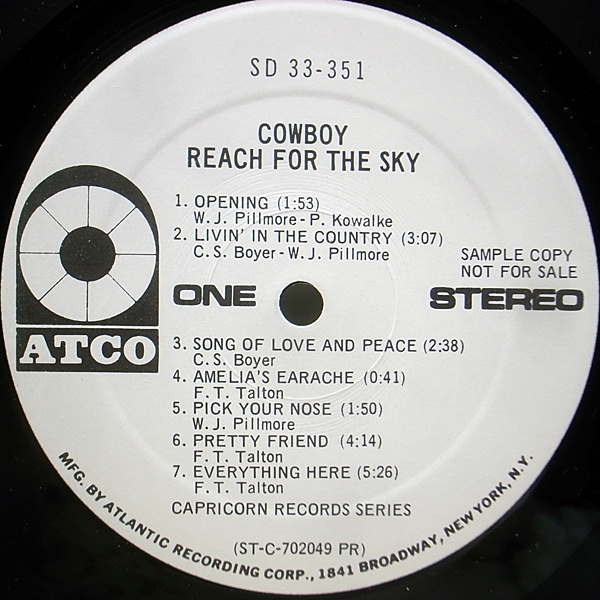 SD 33-351
COWBOY
REACH FOR THE SKY
1. OPENING (1:53)
W. J. Pillmore - P. Kowalke
2. LIVIN' IN THE COUNTRY (3:07)
C. S. Boyer - W. J. Pillmore
SAMPLE COPY
NOT FOR SALE
ONE
STEREO
ATCO
3. SONG OF LOVE AND PEACE (2:38)
C. S. Boyer
4. AMELIA'S EARACHE (0:41)
F. T. Talton
5. PICK YOUR NOSE (1:50)
W. J. Pillmore
6. PRETTY FRIEND (4:14)
F. T. Talton
7. EVERYTHING HERE (5:26)
F. T. Talton
CAPRICORN RECORDS SERIES
(ST-C-702049 PR)
MFG. BY ATLANTIC RECORDING CORP., 1841 BROADWAY, NEW YORK, N.Y.